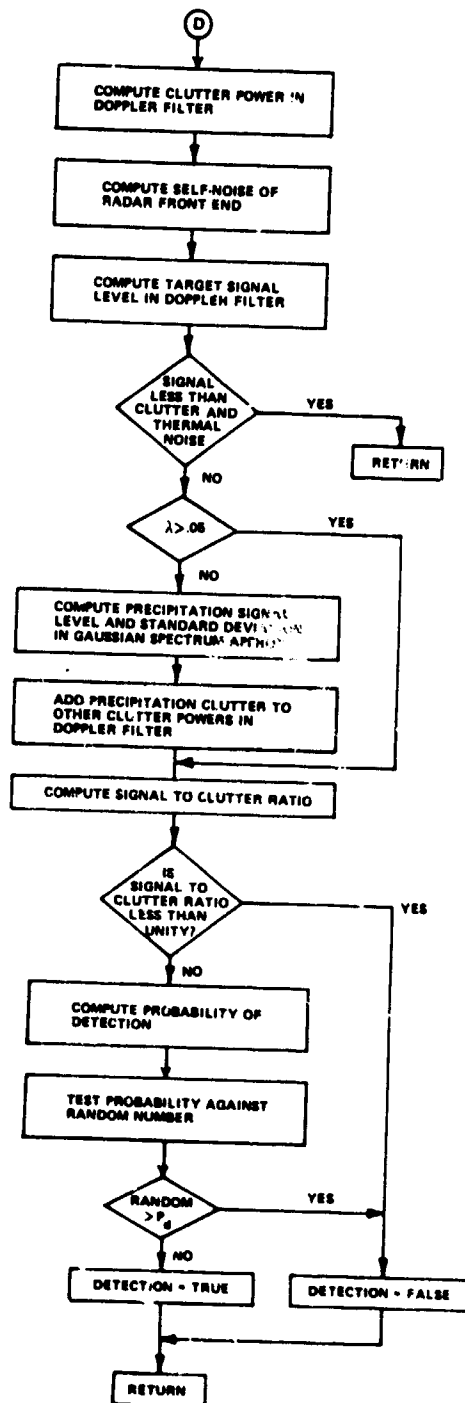 D
COMPUTE CLUTTER POWER IN
DOPPLER FILTER
COMPUTE SELF-NOISE OF
RADAR FRONT END
COMPUTE TARGET SIGNAL
LEVEL IN DOPPLER FILTER
SIGNAL
LESS THAN
CLUTTER AND
THERMAL
NOISE
YES
RETURN
NO
λ > .05
YES
NO
COMPUTE PRECIPITATION SIGNAL
LEVEL AND STANDARD DEVIATION
IN GAUSSIAN SPECTRUM
ADD PRECIPITATION CLUTTER TO
OTHER CLUTTER POWERS IN
DOPPLER FILTER
COMPUTE SIGNAL TO CLUTTER RATIO
IS
SIGNAL TO
CLUTTER RATIO
LESS THAN
UNITY?
YES
NO
COMPUTE PROBABILITY OF
DETECTION
TEST PROBABILITY AGAINST
RANDOM NUMBER
RANDOM
> Pd
YES
NO
DETECTION = TRUE
DETECTION = FALSE
RETURN